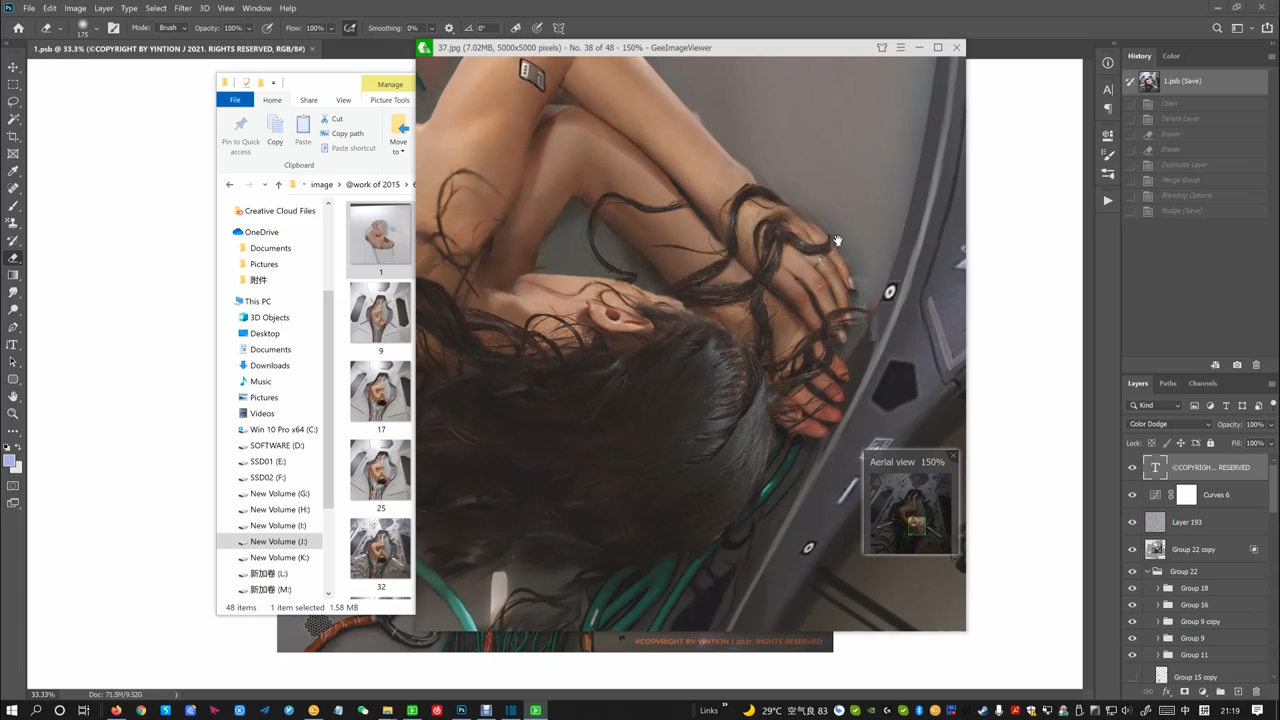 File Edit Image Layer Type Select Filter 3D View Window Help
175 Mode: Brush Opacity: 100% Flow: 100% Smoothing: 0% 0°
1.psb @ 33.3% (©COPYRIGHT BY YINTION J 2021. RIGHTS RESERVED, RGB/8#)
37.jpg (7.02MB, 5000x5000 pixels) - No. 38 of 48 - 150% - GeeImageViewer
Manage
File Home Share View Picture Tools
Pin to Quick access
Copy
Paste
Cut
Copy path
Paste shortcut
Move to
Clipboard
image @work of 2015 6
Creative Cloud Files
OneDrive
Documents
Pictures
附件
This PC
3D Objects
Desktop
Documents
Downloads
Music
Pictures
Videos
Win 10 Pro x64 (C:)
SOFTWARE (D:)
SSD01 (E:)
SSD02 (F:)
New Volume (G:)
New Volume (H:)
New Volume (I:)
New Volume (J:)
New Volume (K:)
新加卷 (L:)
新加卷 (M:)
1
9
17
25
32
48 items 1 item selected 1.58 MB
Aerial view 150%
©COPYRIGHT BY YINTION | 2021. RIGHTS RESERVED
History
1.psb (Save)
Open
Delete Layer
Eraser
Eraser
Duplicate Layer
Merge Group
Blending Options
Nudge (Save)
Layers Paths Channels
Kind
Color Dodge Opacity: 100%
Lock: Fill: 100%
©COPYRIGH... RESERVED
Curves 6
Layer 193
Group 22 copy
Group 22
Group 18
Group 16
Group 9 copy
Group 9
Group 11
Group 15 copy
33.33% Doc: 71.5M/9.52G
Links 29°C 空气良 83 21:19